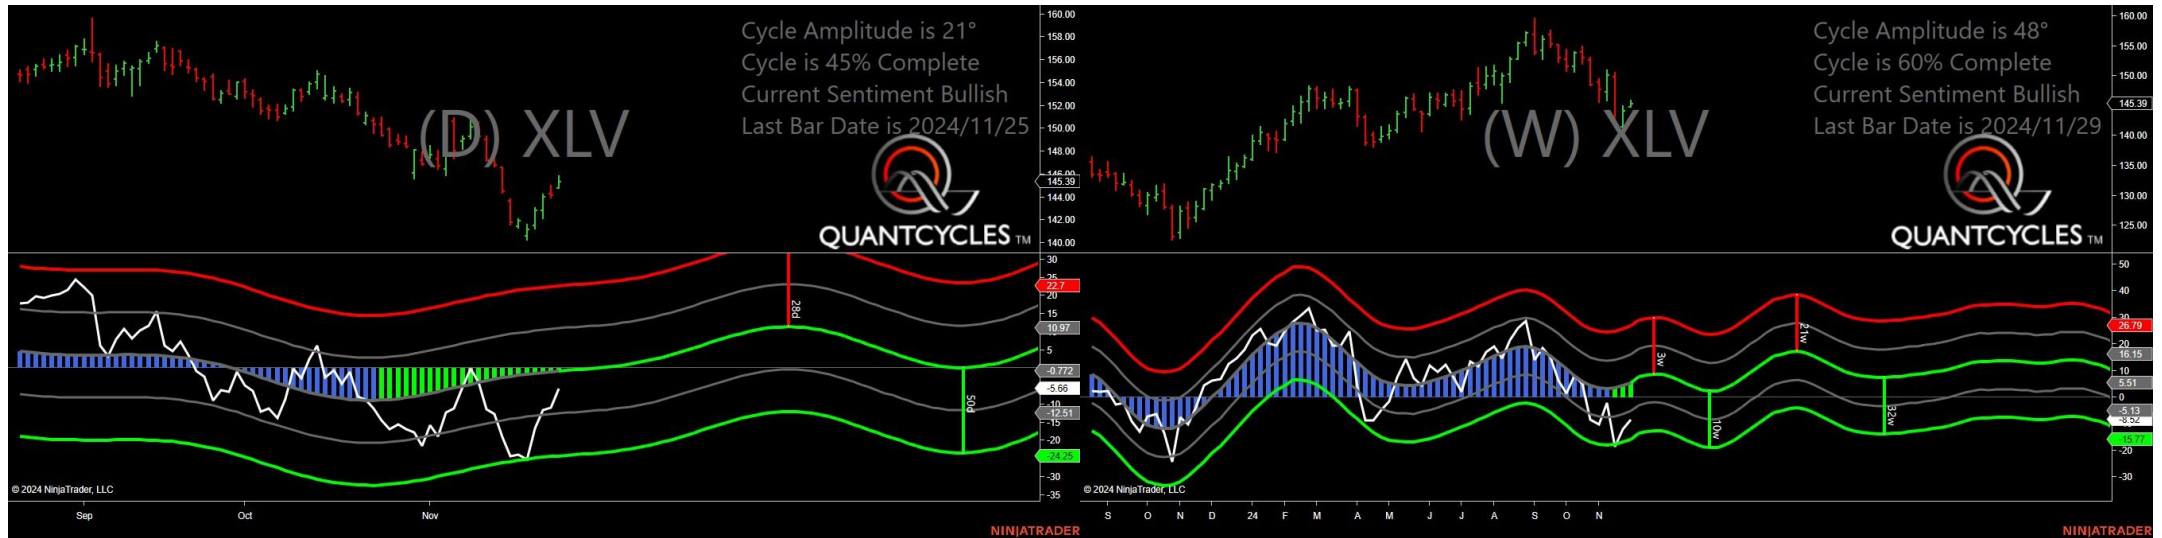 Cycle Amplitude is 21°
Cycle is 45% Complete
Current Sentiment Bullish
Last Bar Date is 2024/11/25
(D) XLV
QUANTCYCLES TM
160.00
158.00
156.00
154.00
152.00
150.00
148.00
146.00
145.39
144.00
142.00
140.00
30
25
22.7
20
15
10.97
5
-0.772
-5.66
-10
-12.51
-15
-20
-24.25
-30
-35
28d
50d
© 2024 NinjaTrader, LLC
Sep Oct Nov
NINJATRADER
Cycle Amplitude is 48°
Cycle is 60% Complete
Current Sentiment Bullish
Last Bar Date is 2024/11/29
(W) XLV
QUANTCYCLES TM
160.00
155.00
150.00
145.39
140.00
135.00
130.00
125.00
50
40
30
26.79
20
16.15
10
5.51
0
-5.13
-8.52
-15.77
-20
-30
3w
10w
21w
32w
© 2024 NinjaTrader, LLC
S O N D 24 F M A M J J A S O N
NINJATRADER